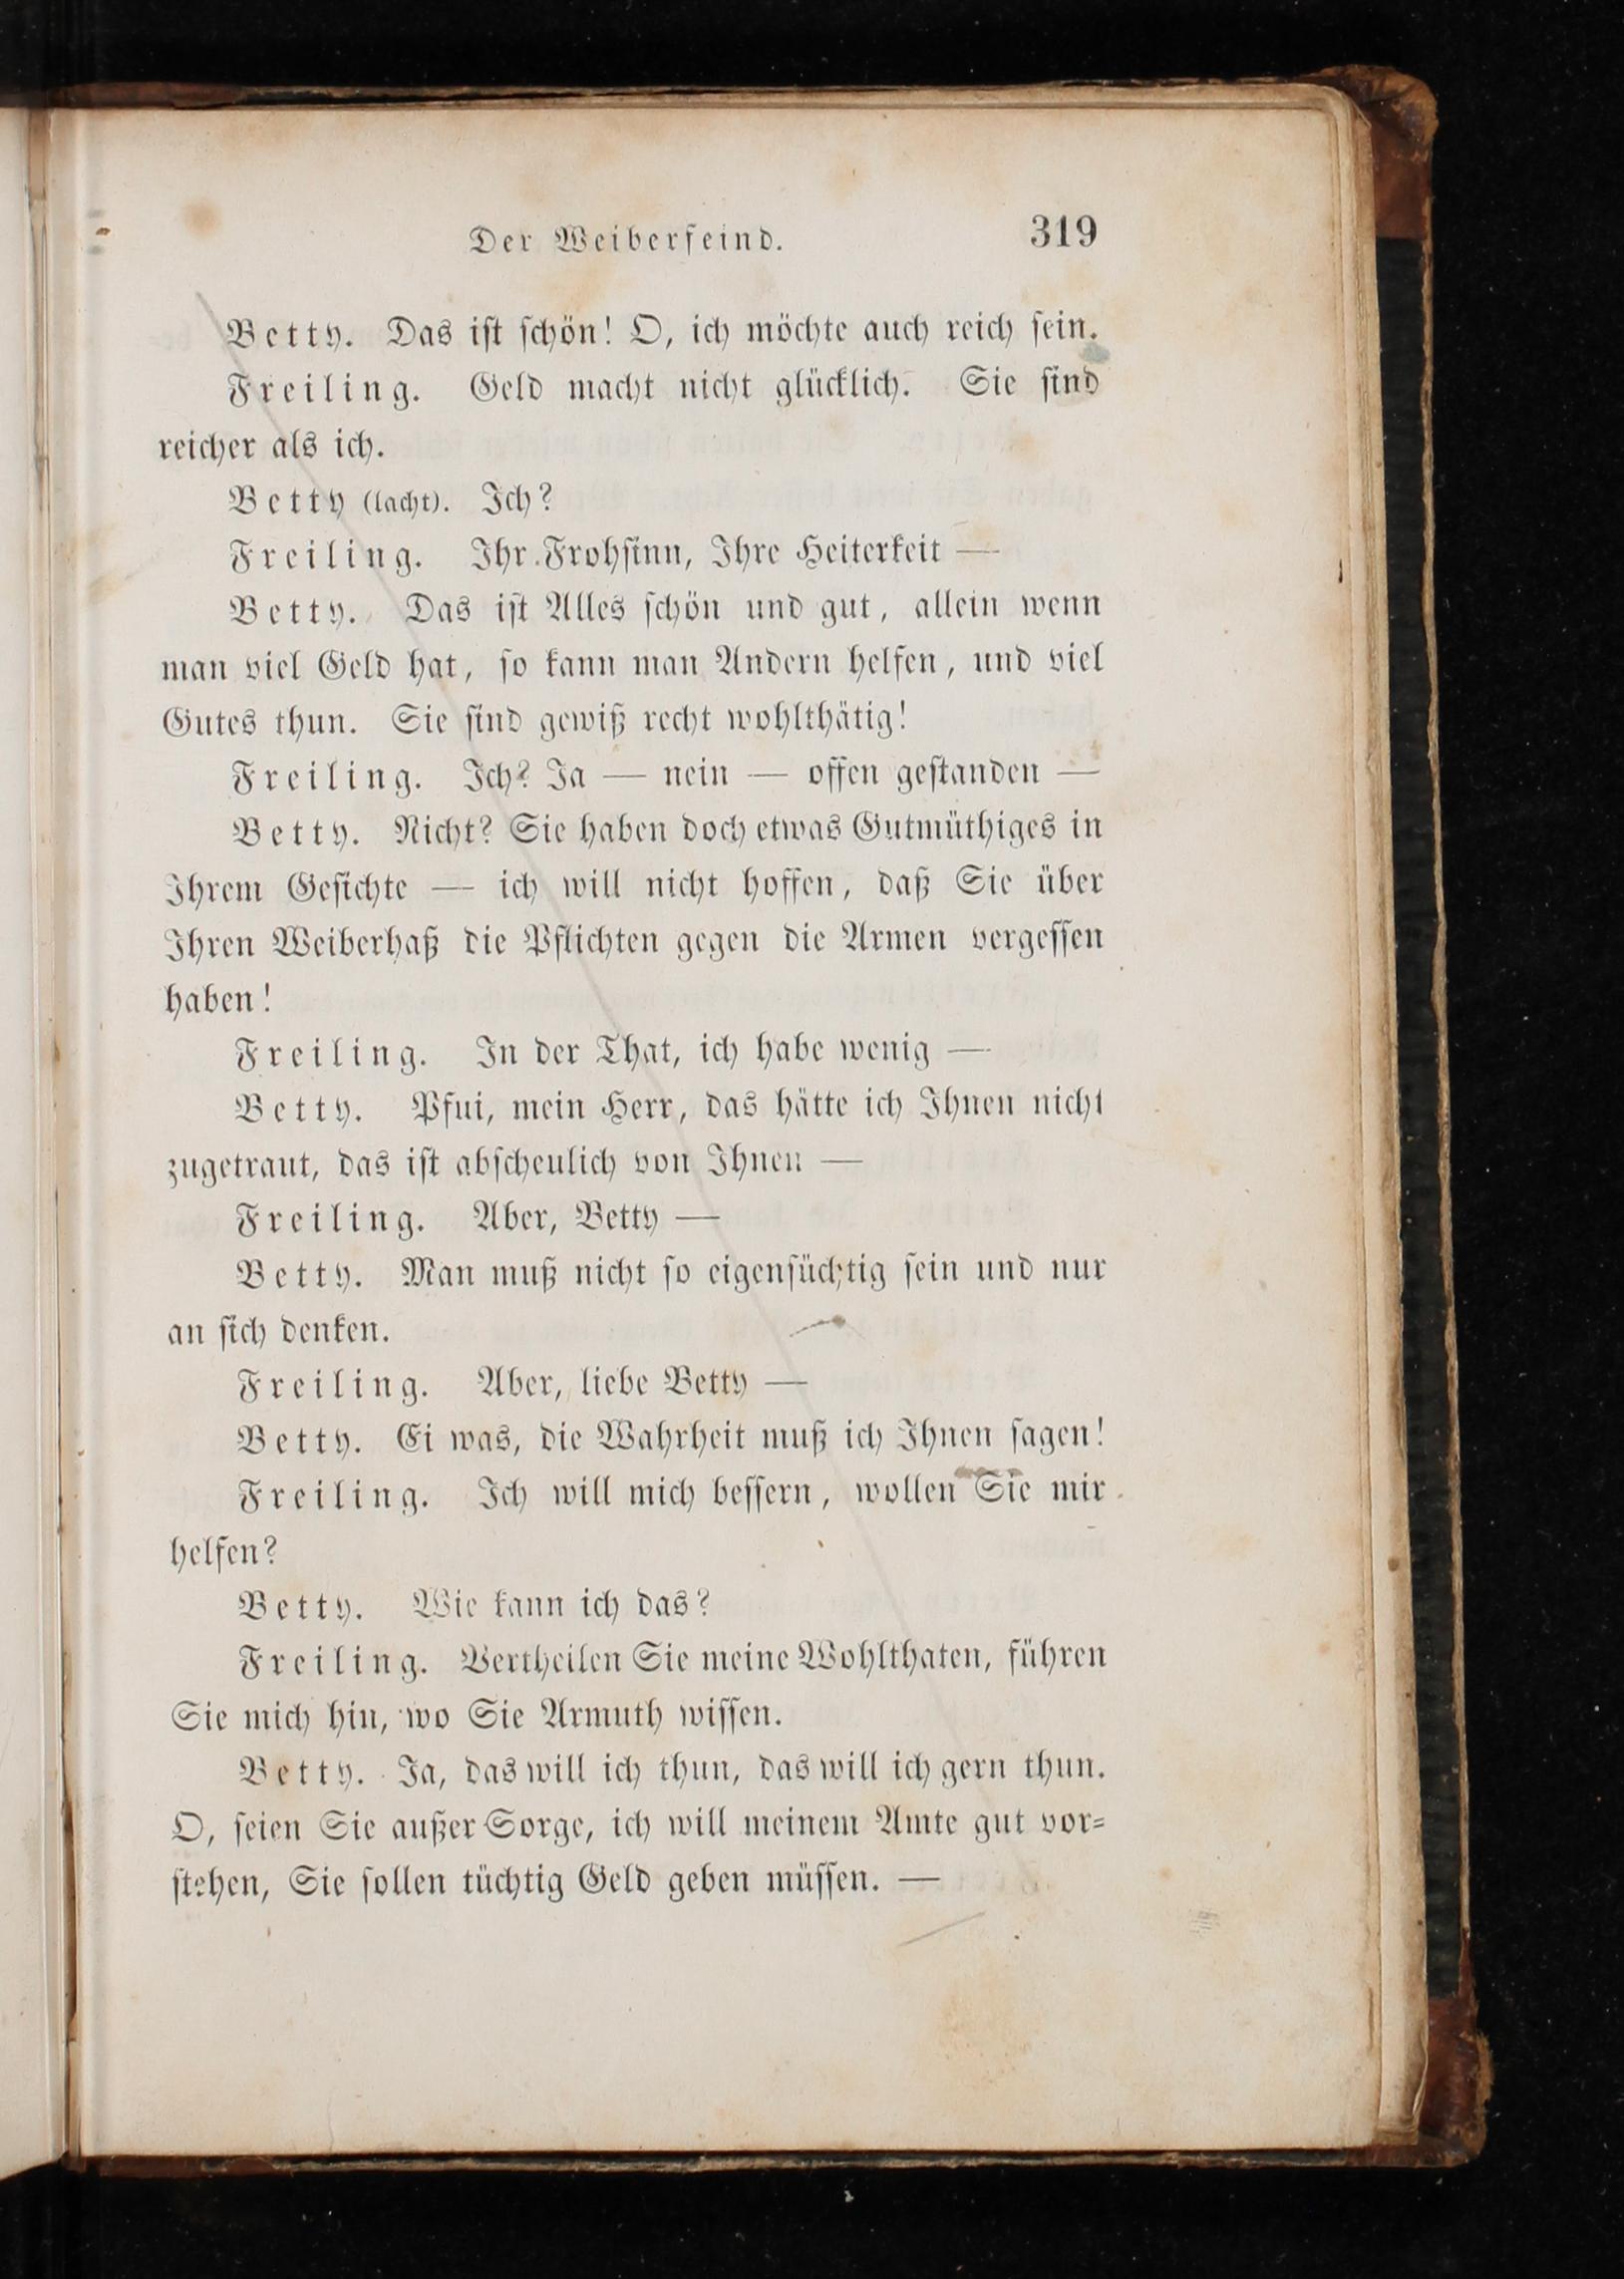 Der Weiberfeind. 319
Betty. Das ist schön! O, ich möchte auch reich sein.
Freiling. Geld macht nicht glücklich. Sie sind
reicher als ich.
Betty (lacht). Ich?
Freiling. Ihr Frohsinn, Ihre Heiterkeit —
Betty. Das ist Alles schön und gut, allein wenn
man viel Geld hat, so kann man Andern helfen, und viel
Gutes thun. Sie sind gewiß recht wohlthätig!
Freiling. Ich? Ja — nein — offen gestanden —
Betty. Nicht? Sie haben doch etwas Gutmüthiges in
Ihrem Gesichte — ich will nicht hoffen, daß Sie über
Ihren Weiberhaß die Pflichten gegen die Armen vergessen
haben!
Freiling. In der That, ich habe wenig —
Betty. Pfui, mein Herr, das hätte ich Ihnen nicht
zugetraut, das ist abscheulich von Ihnen —
Freiling. Aber, Betty —
Betty. Man muß nicht so eigensüchtig sein und nur
an sich denken.
Freiling. Aber, liebe Betty —
Betty. Ei was, die Wahrheit muß ich Ihnen sagen!
Freiling. Ich will mich bessern, wollen Sie mir
helfen?
Betty. Wie kann ich das?
Freiling. Vertheilen Sie meine Wohlthaten, führen
Sie mich hin, wo Sie Armuth wissen.
Betty. Ja, das will ich thun, das will ich gern thun.
O, seien Sie außer Sorge, ich will meinem Amte gut vor-
stehen, Sie sollen tüchtig Geld geben müssen. —